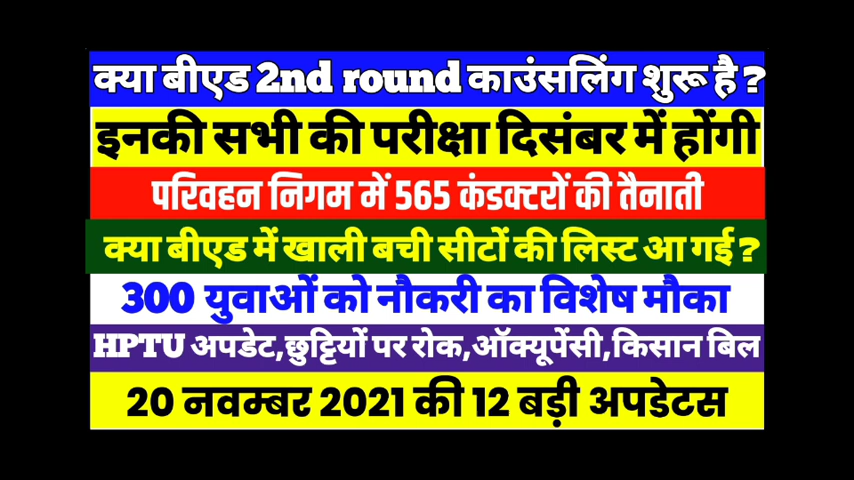 क्या बीएड 2nd round काउंसलिंग शुरू है ?
इनकी सभी की परीक्षा दिसंबर में होंगी
परिवहन निगम में 565 कंडक्टरों की तैनाती
क्या बीएड में खाली बची सीटों की लिस्ट आ गई ?
300 युवाओं को नौकरी का विशेष मौका
HPTU अपडेट,छुट्टियों पर रोक,ऑक्यूपेंसी,किसान बिल
20 नवम्बर 2021 की 12 बड़ी अपडेटस